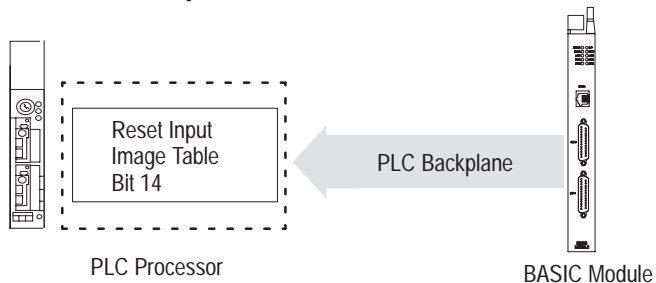 Reset Input
Image Table
Bit 14
PLC Backplane
PLC Processor
BASIC Module